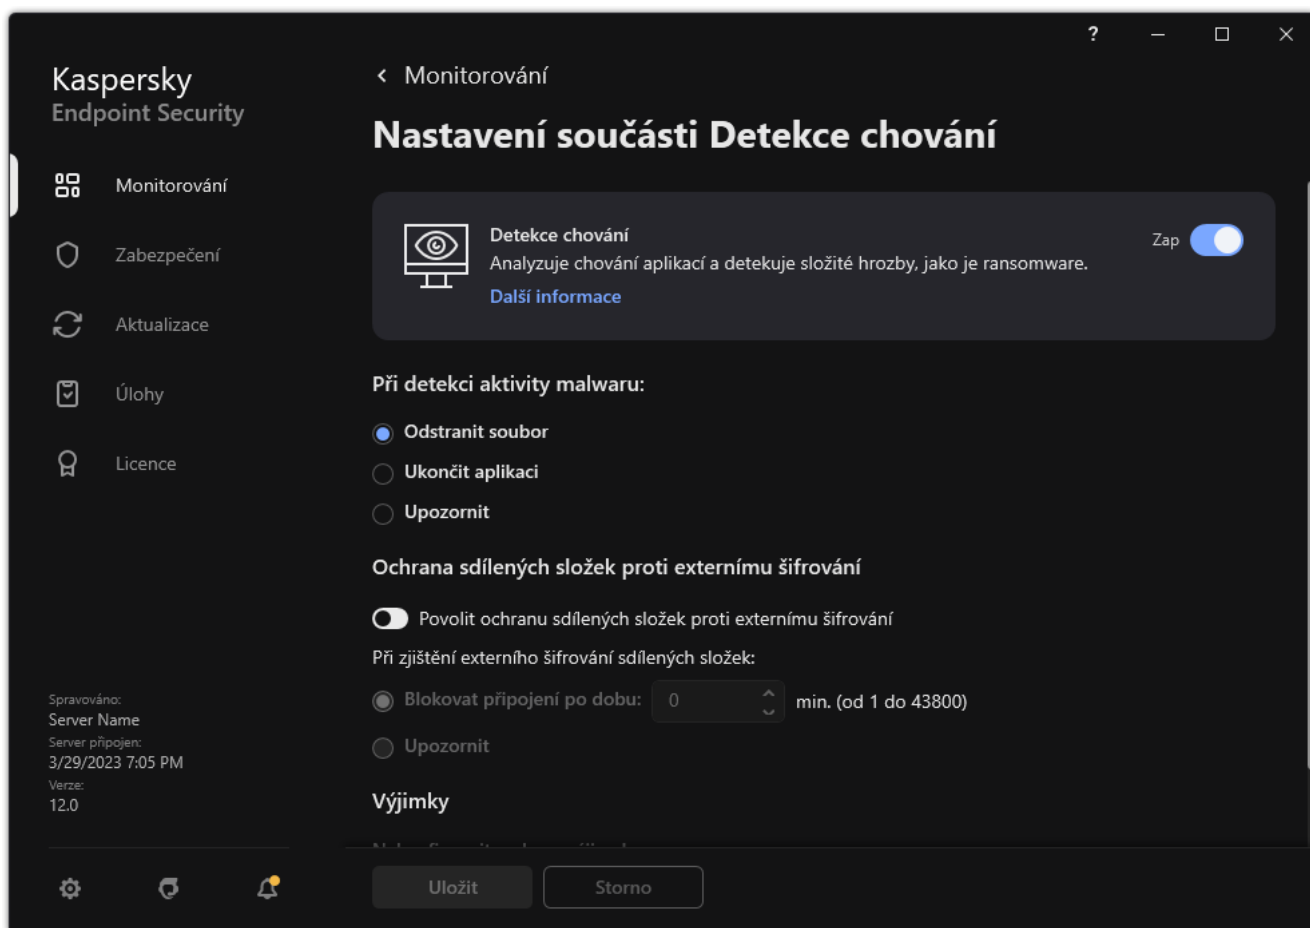 ?
Kaspersky
Endpoint Security
Monitorování
Zabezpečení
Aktualizace
Úlohy
Licence
Spravováno:
Server Name
Server připojen:
3/29/2023 7:05 PM
Verze:
12.0
Monitorování
Nastavení součásti Detekce chování
Detekce chování
Zap
Analyzuje chování aplikací a detekuje složité hrozby, jako je ransomware.
Další informace
Při detekci aktivity malwaru:
Odstranit soubor
Ukončit aplikaci
Upozornit
Ochrana sdílených složek proti externímu šifrování
Povolit ochranu sdílených složek proti externímu šifrování
Při zjištění externího šifrování sdílených složek:
Blokovat připojení po dobu: 0 min. (od 1 do 43800)
Upozornit
Výjimky
Uložit Storno